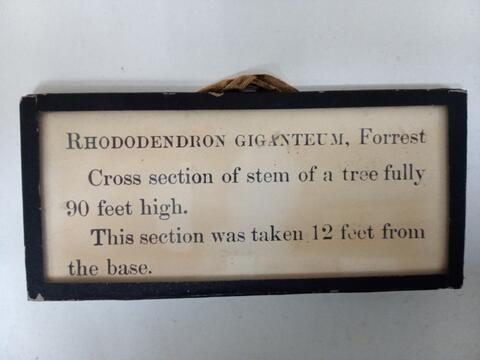 RHODODENDRON GIGANTEUM, Forrest
Cross section of stem of a tree fully
90 feet high.
This section was taken 12 feet from
the base.